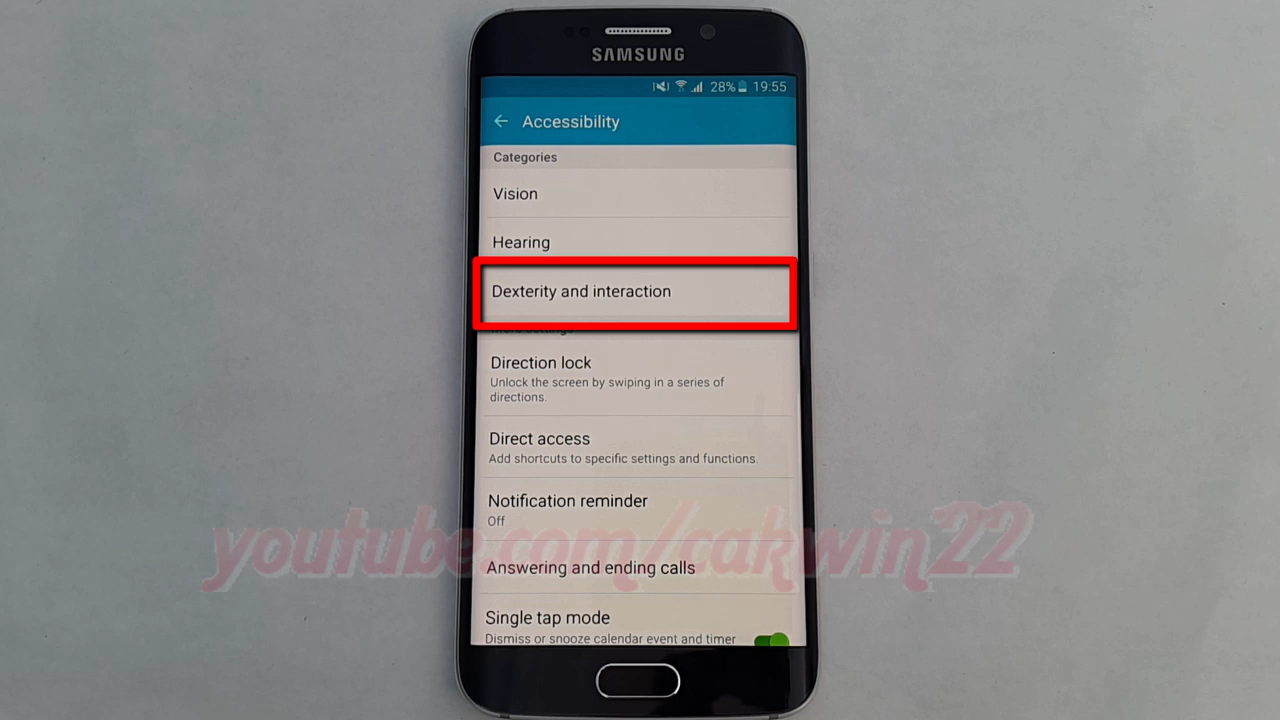 SAMSUNG
28% 19:55
Accessibility
Categories
Vision
Hearing
Dexterity and interaction
More settings
Direction lock
Unlock the screen by swiping in a series of
directions.
Direct access
Add shortcuts to specific settings and functions.
Notification reminder
Off
youtube.com/cakwin22
Answering and ending calls
Single tap mode
Dismiss or snooze calendar event and timer